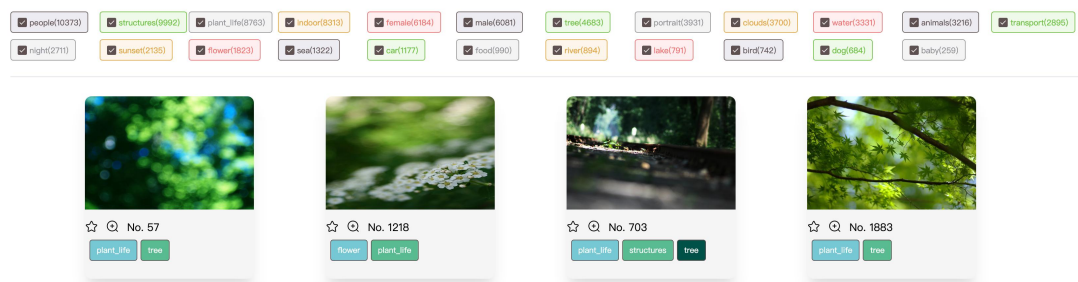 people(10373) structures(9992) plant_life(8763) indoor(8313) female(6184) male(6081) tree(4683) portrait(3931) clouds(3700) water(3331) animals(3216) transport(2895)
night(2711) sunset(2135) flower(1823) sea(1322) car(1177) food(990) river(894) lake(791) bird(742) dog(684) baby(259)
No. 57 No. 1218 No. 703 No. 1883
plant_life tree flower plant_life plant_life structures tree plant_life tree